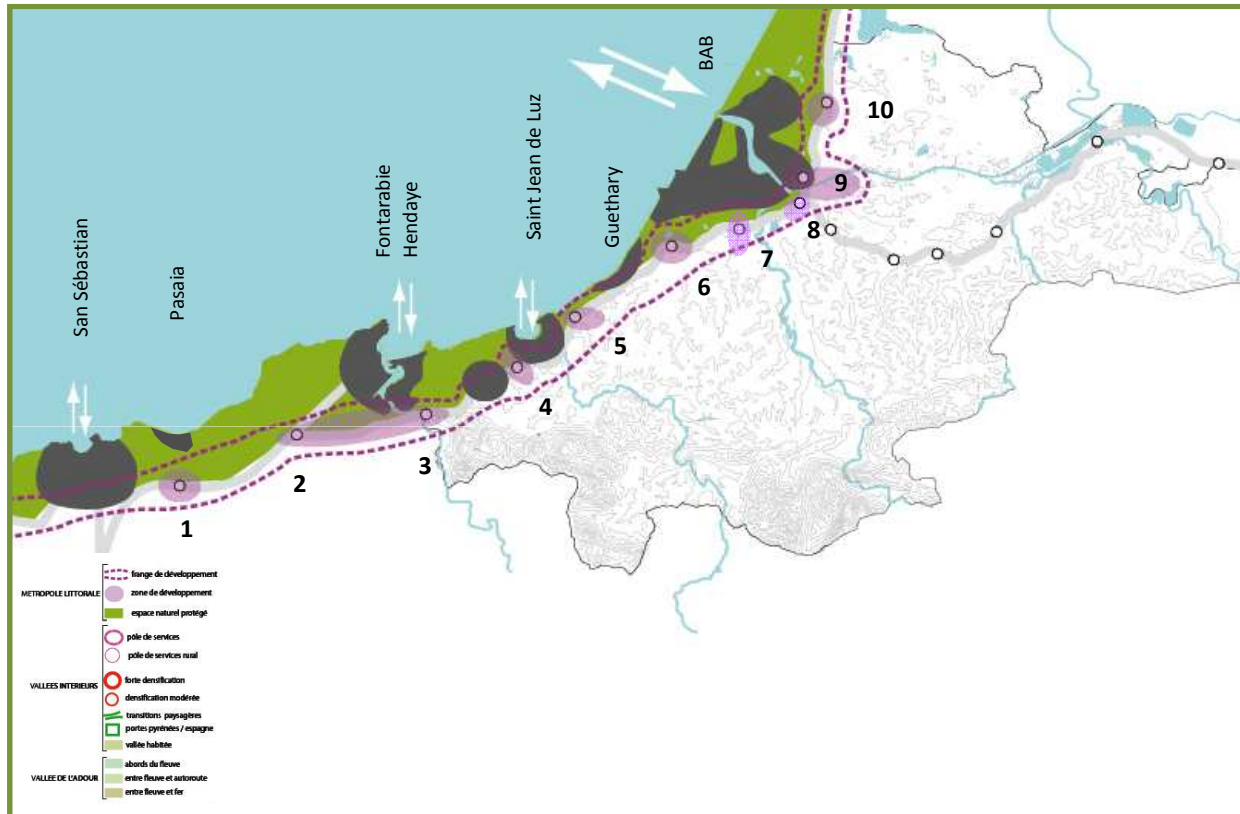 San Sébastian
Pasaia
Fontarabie
Hendaye
Saint Jean de Luz
Guethary
BAB
1
2
3
4
5
6
7
8
9
10
METROPOLE LITTORALE
frange de développement
zone de développement
espace naturel protégé
VALLEES INTERIEURS
pôle de services
pôle de services rural
forte densification
densification modérée
transitions paysagères
portes pyrénées / espagne
vallée habitée
VALLEE DE L'ADOUR
abords du fleuve
entre fleuve et autoroute
entre fleuve et fer